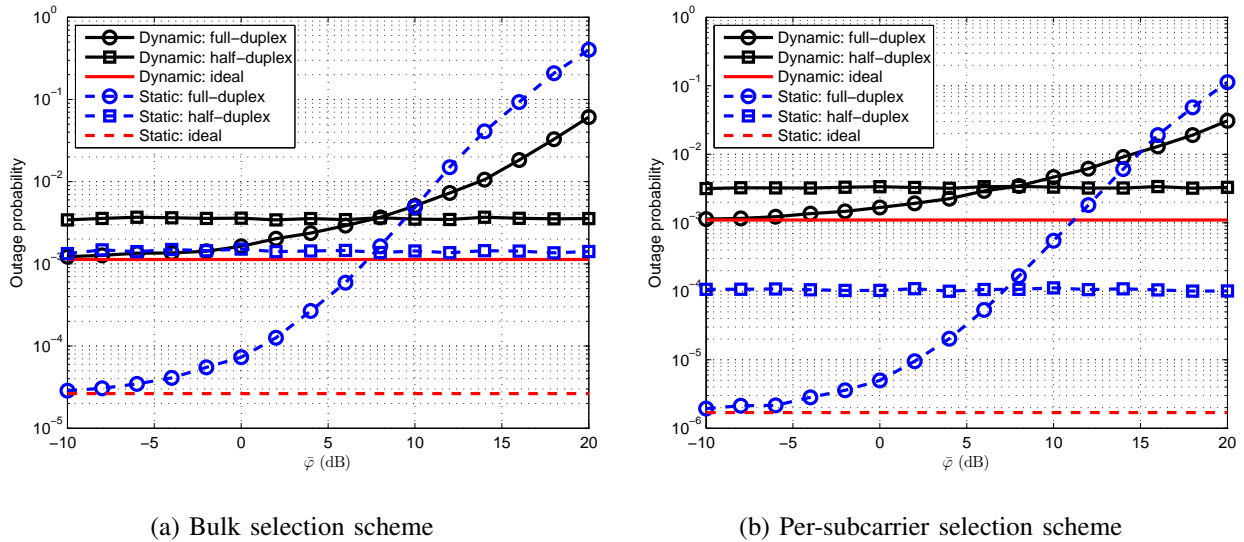 10^0
10^-1
10^-2
10^-3
10^-4
10^-5
Outage probability
Dynamic: full-duplex
Dynamic: half-duplex
Dynamic: ideal
Static: full-duplex
Static: half-duplex
Static: ideal
-10 -5 0 5 10 15 20
φ̄ (dB)
(a) Bulk selection scheme
10^0
10^-1
10^-2
10^-3
10^-4
10^-5
10^-6
Outage probability
Dynamic: full-duplex
Dynamic: half-duplex
Dynamic: ideal
Static: full-duplex
Static: half-duplex
Static: ideal
-10 -5 0 5 10 15 20
φ̄ (dB)
(b) Per-subcarrier selection scheme